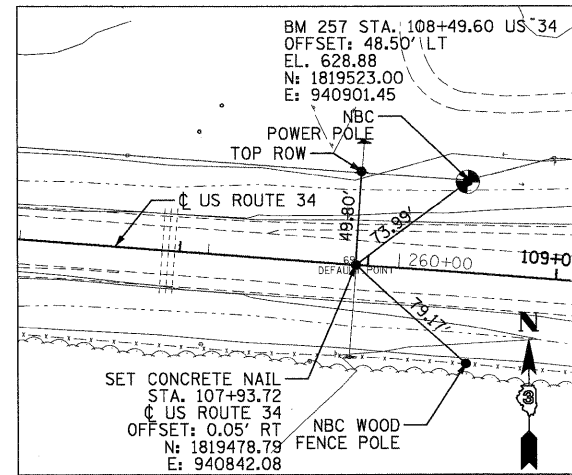 BM 257 STA. 108+49.60 US 34
OFFSET: 48.50' LT
EL. 628.88
N: 1819523.00
E: 940901.45
NBC
POWER POLE
TOP ROW
℄ US ROUTE 34
49.80'
73.99'
260+00
109+0
DEFAULT POINT
79.17'
N
3
SET CONCRETE NAIL
STA. 107+93.72
℄ US ROUTE 34
OFFSET: 0.05' RT
N: 1819478.79
E: 940842.08
NBC WOOD
FENCE POLE